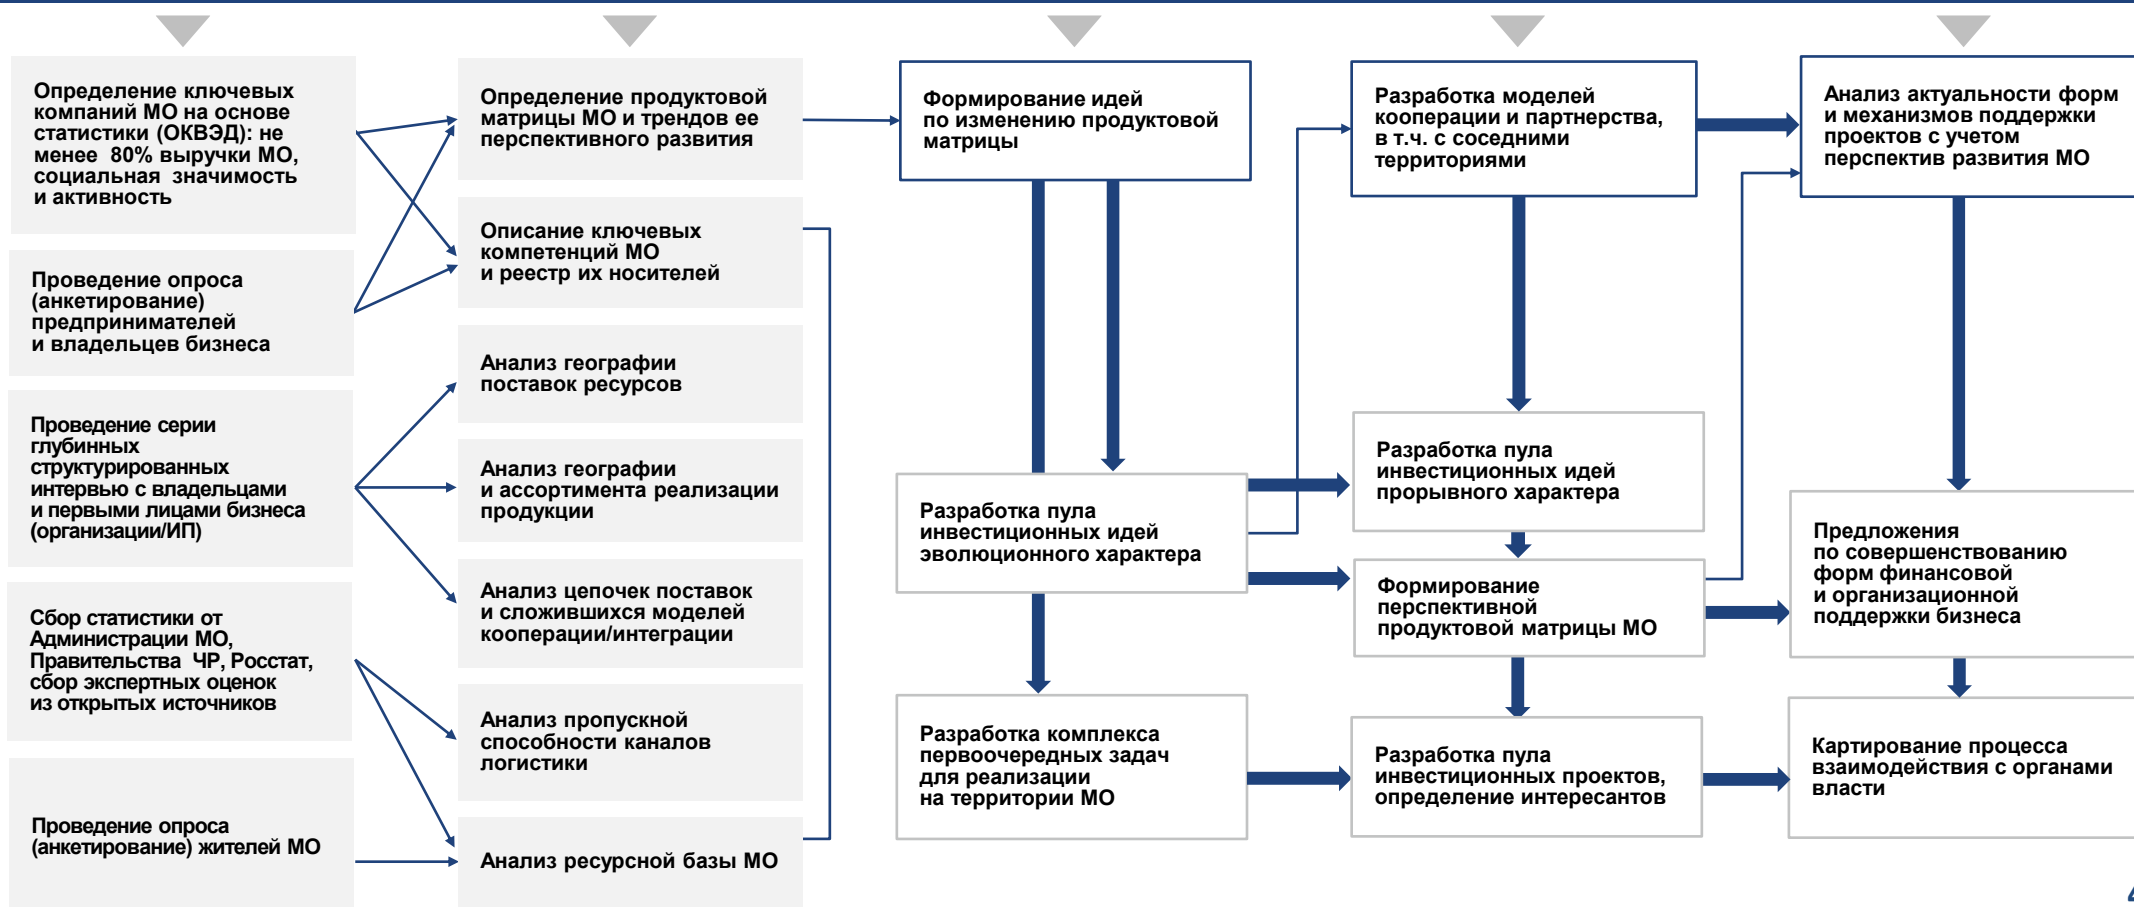 Определение ключевых
компаний МО на основе
статистики (ОКВЭД): не
менее 80% выручки МО,
социальная значимость
и активность
Проведение опроса
(анкетирование)
предпринимателей
и владельцев бизнеса
Проведение серии
глубинных
структурированных
интервью с владельцами
и первыми лицами бизнеса
(организации/ИП)
Сбор статистики от
Администрации МО,
Правительства ЧР, Росстат,
сбор экспертных оценок
из открытых источников
Проведение опроса
(анкетирование) жителей МО
Определение продуктовой
матрицы МО и трендов ее
перспективного развития
Описание ключевых
компетенций МО
и реестр их носителей
Анализ географии
поставок ресурсов
Анализ географии
и ассортимента реализации
продукции
Анализ цепочек поставок
и сложившихся моделей
кооперации/интеграции
Анализ пропускной
способности каналов
логистики
Анализ ресурсной базы МО
Формирование идей
по изменению продуктовой
матрицы
Разработка пула
инвестиционных идей
эволюционного характера
Разработка комплекса
первоочередных задач
для реализации
на территории МО
Разработка моделей
кооперации и партнерства,
в т.ч. с соседними
территориями
Разработка пула
инвестиционных идей
прорывного характера
Формирование
перспективной
продуктовой матрицы МО
Разработка пула
инвестиционных проектов,
определение интересантов
Анализ актуальности форм
и механизмов поддержки
проектов с учетом
перспектив развития МО
Предложения
по совершенствованию
форм финансовой
и организационной
поддержки бизнеса
Картирование процесса
взаимодействия с органами
власти